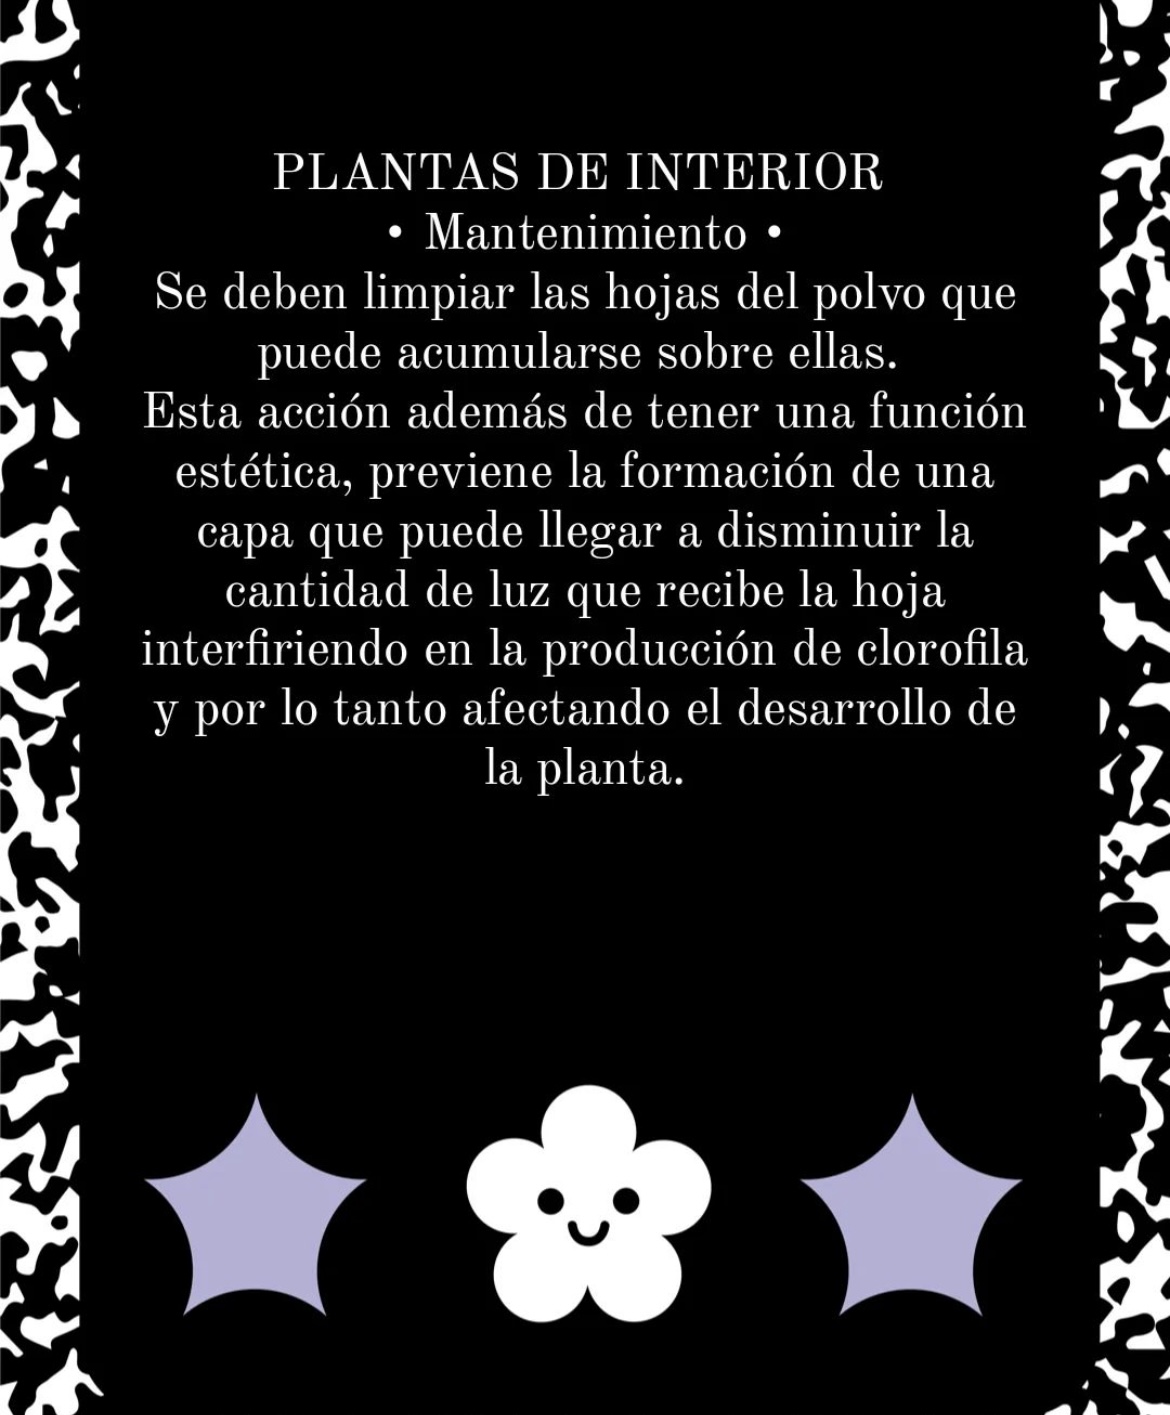 PLANTAS DE INTERIOR
• Mantenimiento •
Se deben limpiar las hojas del polvo que
puede acumularse sobre ellas.
Esta acción además de tener una función
estética, previene la formación de una
capa que puede llegar a disminuir la
cantidad de luz que recibe la hoja
interfiriendo en la producción de clorofila
y por lo tanto afectando el desarrollo de
la planta.